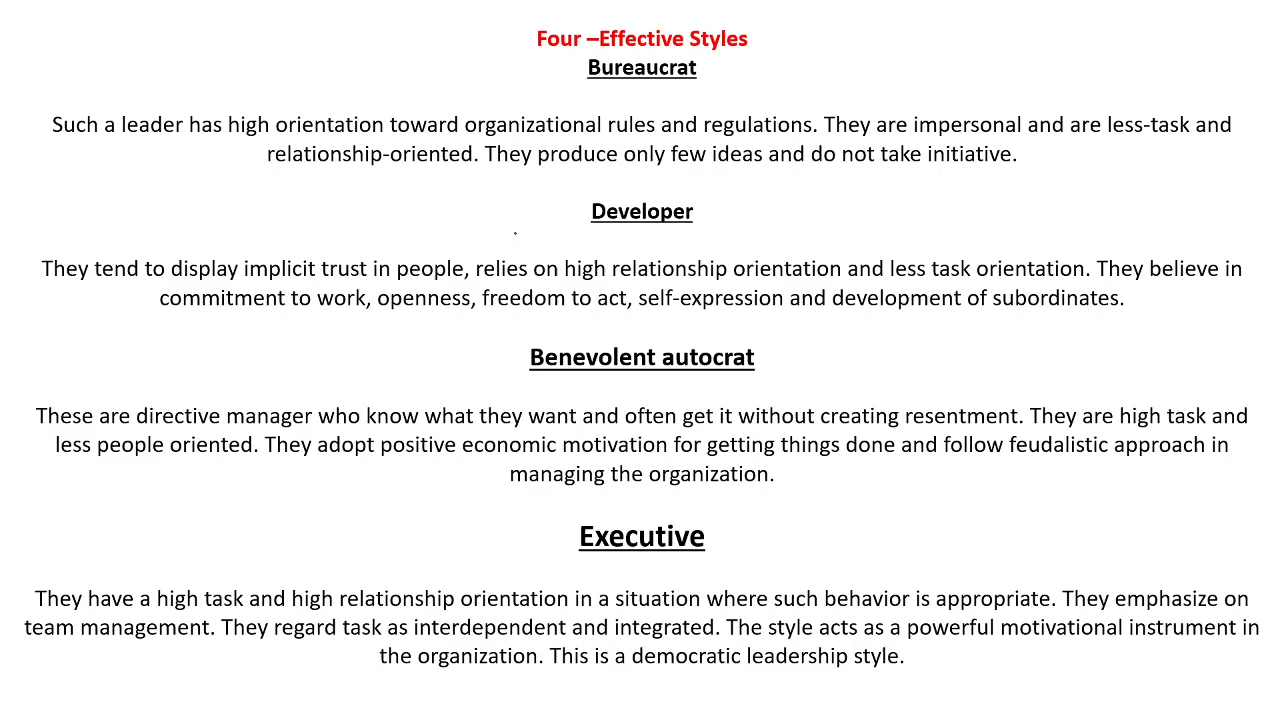 Four –Effective Styles
Bureaucrat
Such a leader has high orientation toward organizational rules and regulations. They are impersonal and are less-task and
relationship-oriented. They produce only few ideas and do not take initiative.
Developer
They tend to display implicit trust in people, relies on high relationship orientation and less task orientation. They believe in
commitment to work, openness, freedom to act, self-expression and development of subordinates.
Benevolent autocrat
These are directive manager who know what they want and often get it without creating resentment. They are high task and
less people oriented. They adopt positive economic motivation for getting things done and follow feudalistic approach in
managing the organization.
Executive
They have a high task and high relationship orientation in a situation where such behavior is appropriate. They emphasize on
team management. They regard task as interdependent and integrated. The style acts as a powerful motivational instrument in
the organization. This is a democratic leadership style.